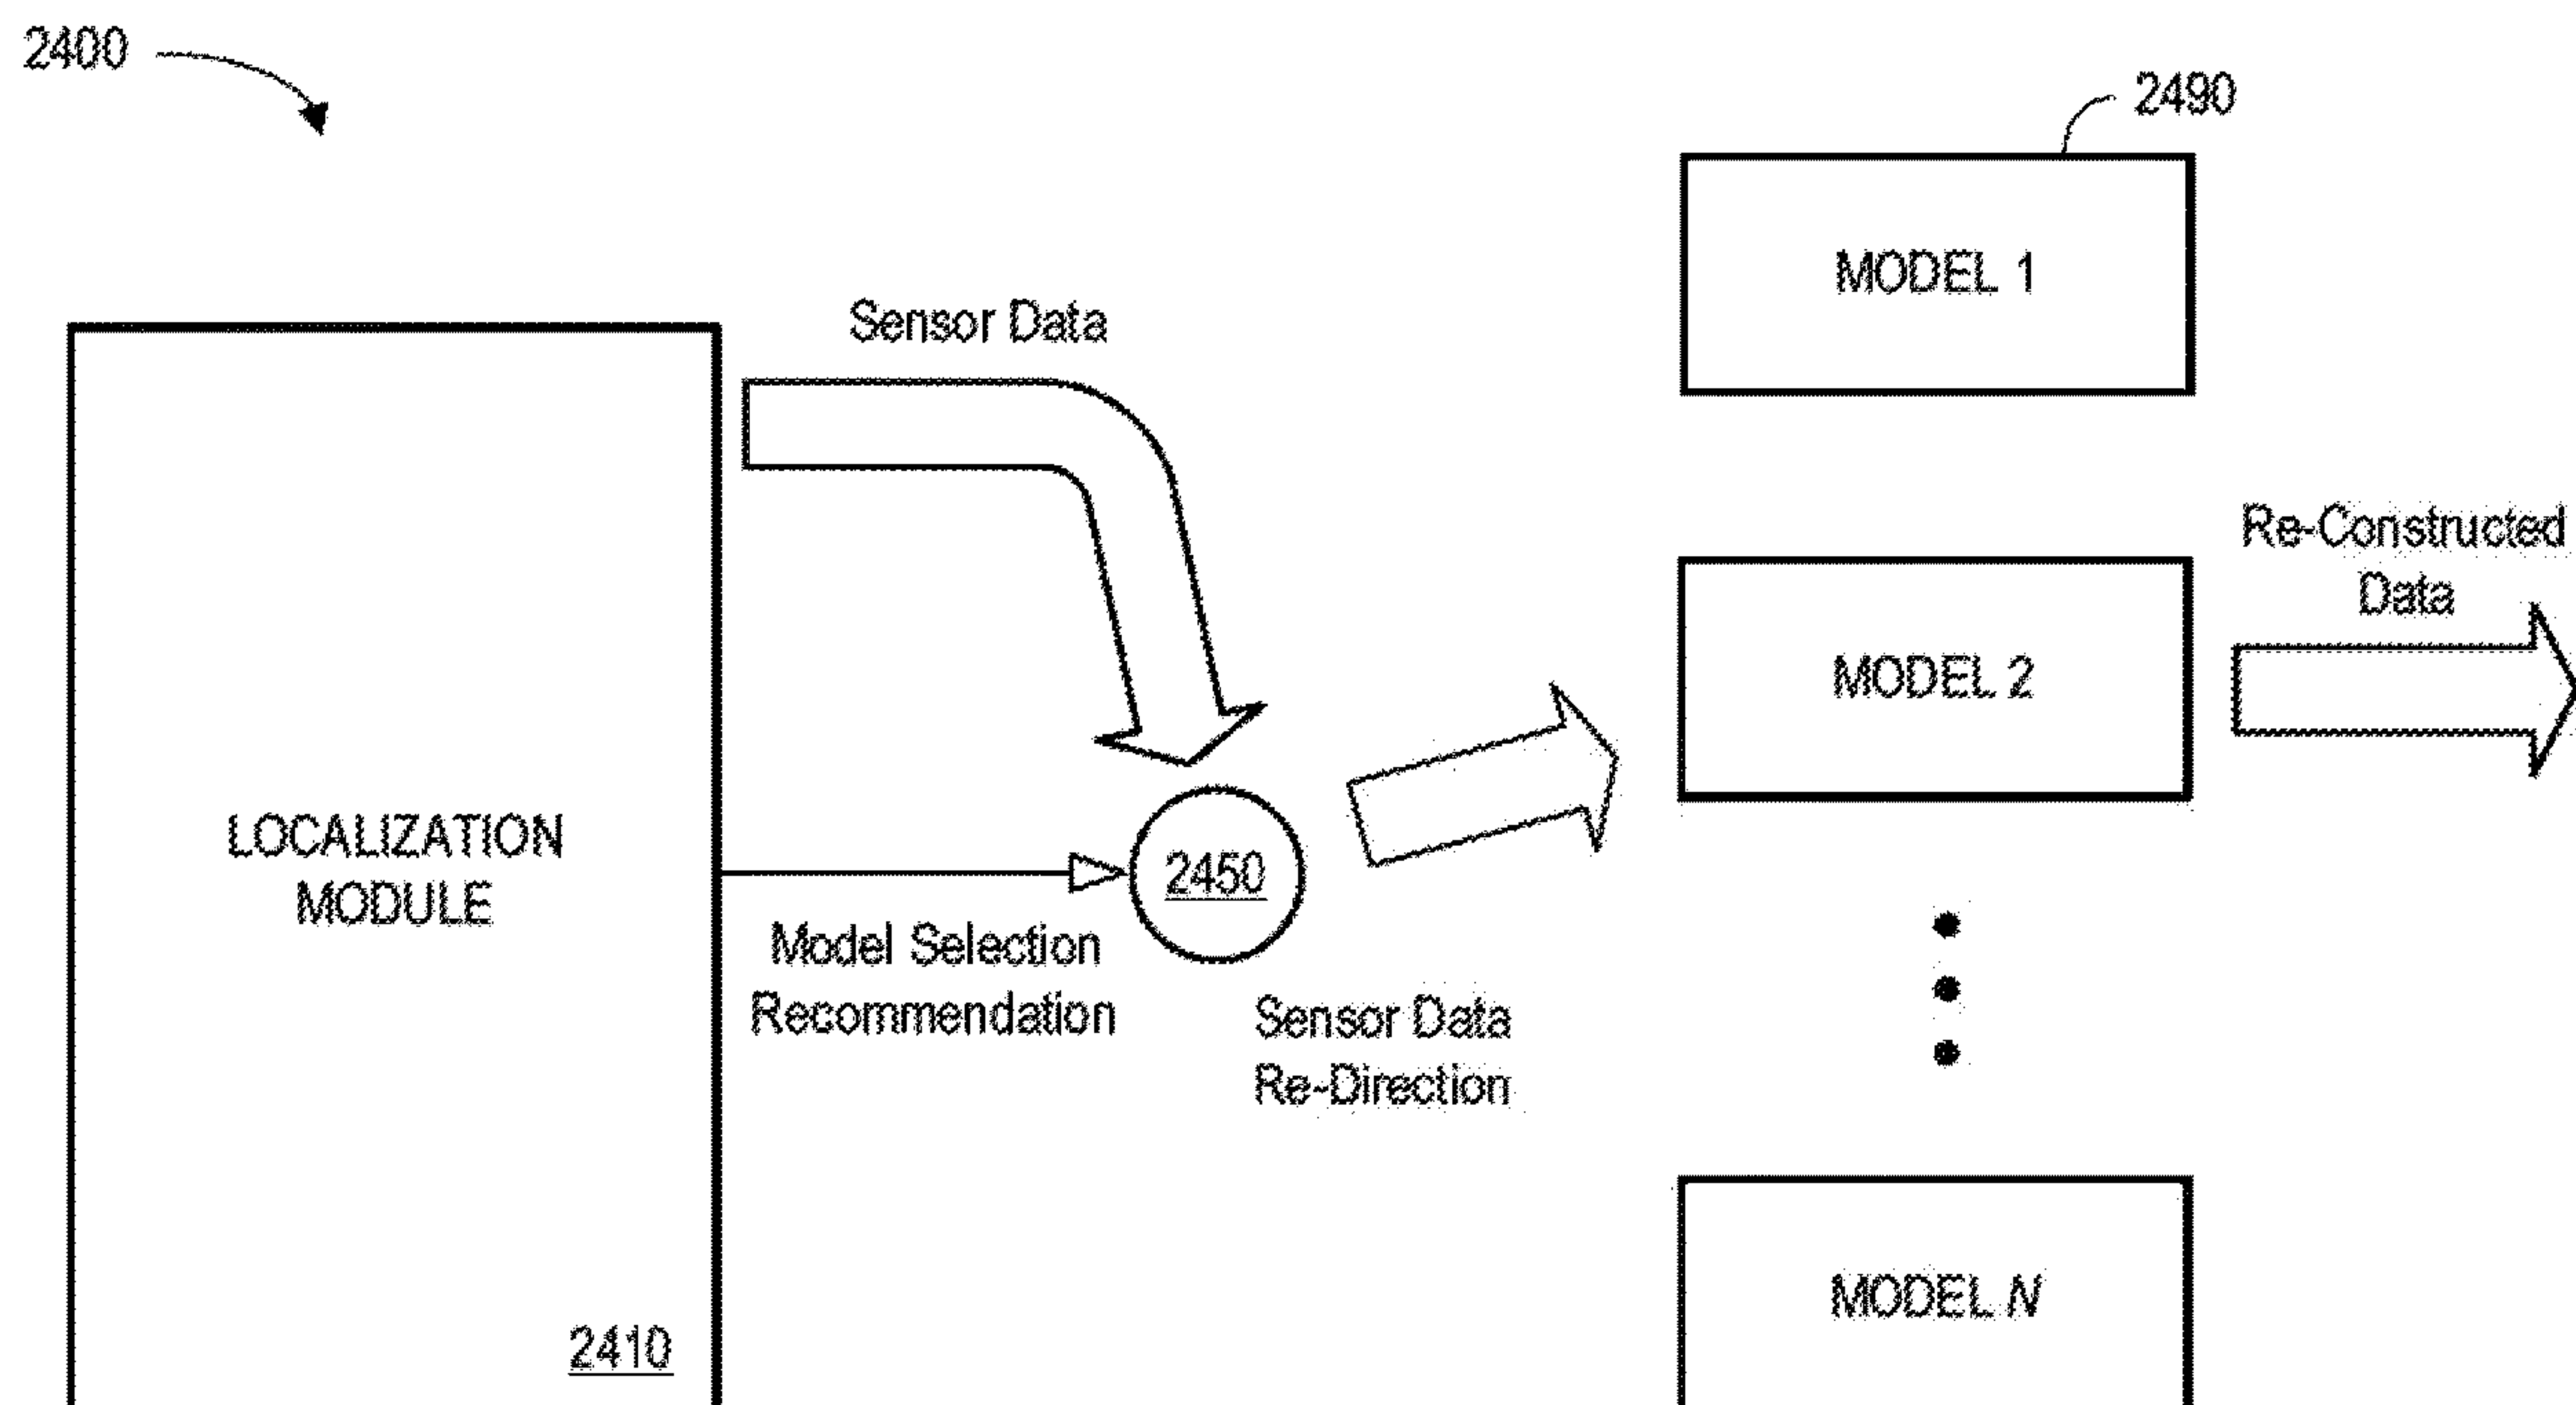 2400
2490
MODEL 1
Sensor Data
Re-Constructed
Data
MODEL 2
LOCALIZATION
MODULE
2450
Model Selection
Recommendation
Sensor Data
Re-Direction
MODEL N
2410